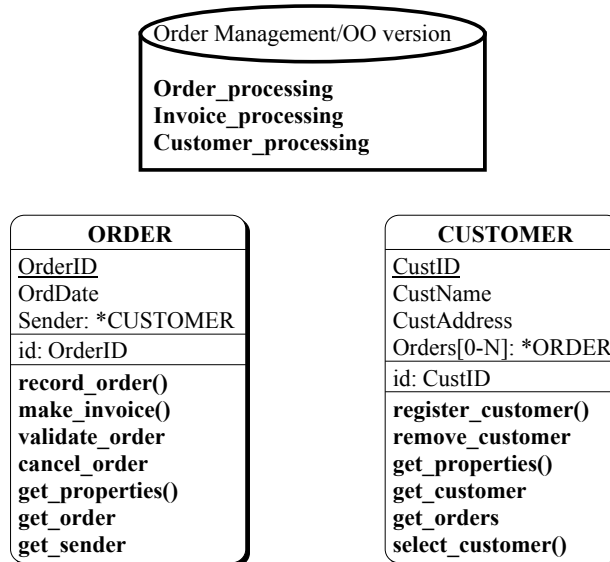 Order Management/OO version
Order_processing
Invoice_processing
Customer_processing
ORDER
OrderID
OrdDate
Sender: *CUSTOMER
id: OrderID
record_order()
make_invoice()
validate_order
cancel_order
get_properties()
get_order
get_sender
CUSTOMER
CustID
CustName
CustAddress
Orders[0-N]: *ORDER
id: CustID
register_customer()
remove_customer
get_properties()
get_customer
get_orders
select_customer()